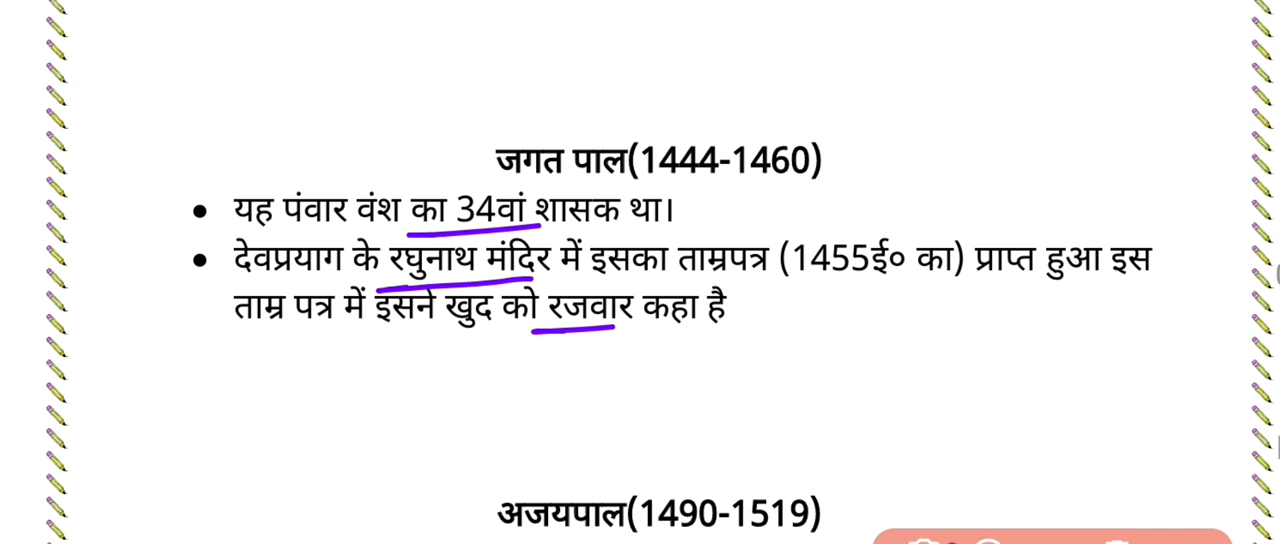 जगत पाल(1444-1460)
• यह पंवार वंश का 34वां शासक था।
• देवप्रयाग के रघुनाथ मंदिर में इसका ताम्रपत्र (1455ई० का) प्राप्त हुआ इस
ताम्र पत्र में इसने खुद को रजवार कहा है
अजयपाल(1490-1519)